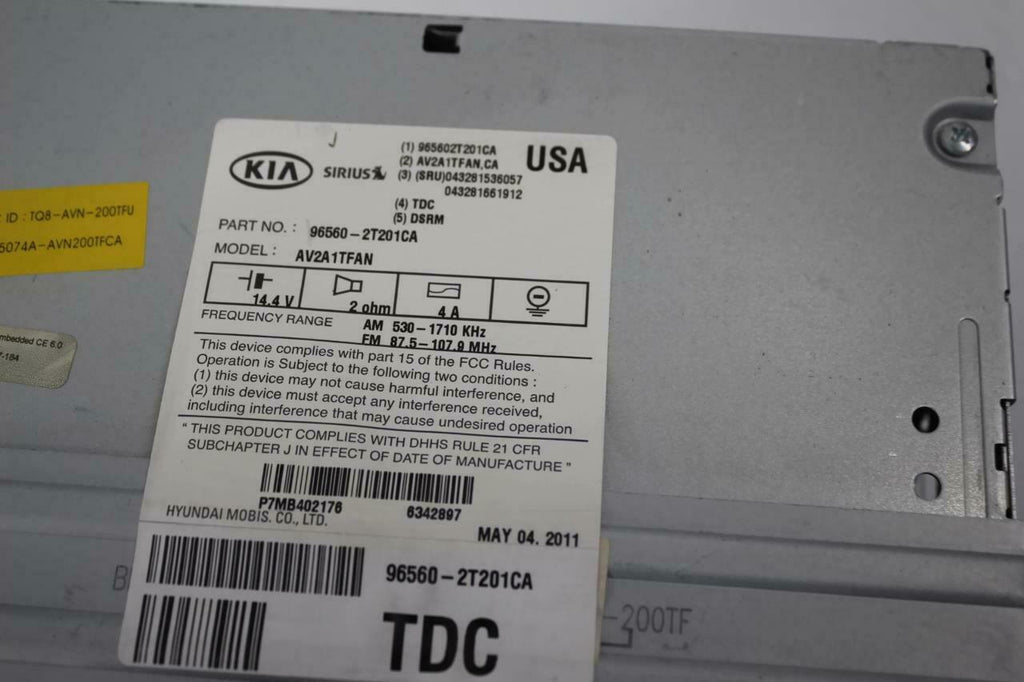 J
KIA SIRIUS
(1) 965602T201CA
(2) AV2A1TFAN,CA
(3) (SRU)043281536057
043281661912
(4) TDC
(5) DSRM
USA
PART NO. : 96560-2T201CA
MODEL : AV2A1TFAN
14.4 V 2 ohm 4 A
FREQUENCY RANGE AM 530-1710 KHz
FM 87.5-107.9 MHz
This device complies with part 15 of the FCC Rules.
Operation is Subject to the following two conditions :
(1) this device may not cause harmful interference, and
(2) this device must accept any interference received,
including interference that may cause undesired operation
" THIS PRODUCT COMPLIES WITH DHHS RULE 21 CFR
SUBCHAPTER J IN EFFECT OF DATE OF MANUFACTURE "
P7MB402176 6342897
HYUNDAI MOBIS. CO., LTD.
MAY 04. 2011
96560-2T201CA
TDC
ID : TQ8-AVN-200TFU
5074A-AVN200TFCA
mbedded CE 6.0
7-184
B
-200TF